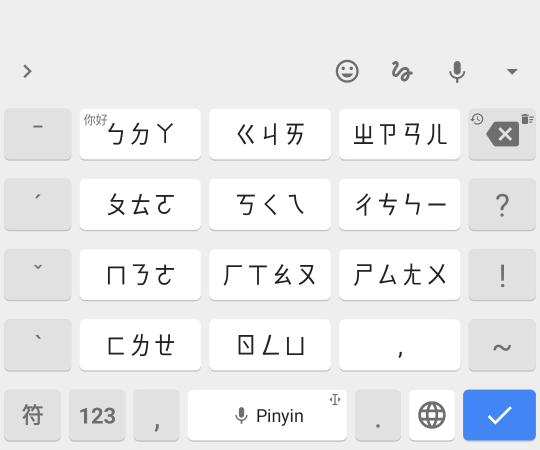 你好
ˉ ㄅㄉㄚ ㄍㄐㄞ ㄓㄗㄢㄦ
ˊ ㄆㄊㄛ ㄎㄑㄟ ㄔㄘㄣㄧ ?
ˇ ㄇㄋㄜ ㄏㄒㄠㄡ ㄕㄙㄤㄨ !
ˋ ㄈㄌㄝ ㄖㄥㄩ , ~
符 123 , Pinyin .